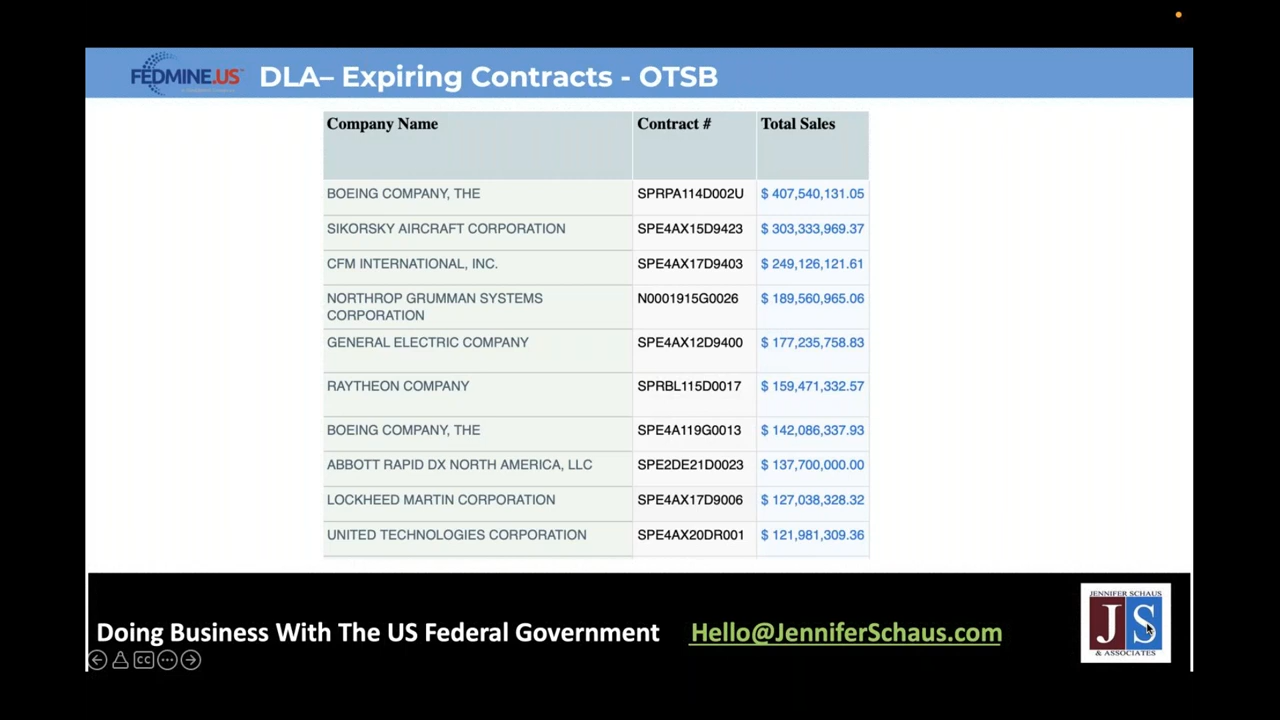 FEDMINE.US
DLA– Expiring Contracts - OTSB
Company Name Contract # Total Sales
BOEING COMPANY, THE SPRPA114D002U $ 407,540,131.05
SIKORSKY AIRCRAFT CORPORATION SPE4AX15D9423 $ 303,333,969.37
CFM INTERNATIONAL, INC. SPE4AX17D9403 $ 249,126,121.61
NORTHROP GRUMMAN SYSTEMS N0001915G0026 $ 189,560,965.06
CORPORATION
GENERAL ELECTRIC COMPANY SPE4AX12D9400 $ 177,235,758.83
RAYTHEON COMPANY SPRBL115D0017 $ 159,471,332.57
BOEING COMPANY, THE SPE4A119G0013 $ 142,086,337.93
ABBOTT RAPID DX NORTH AMERICA, LLC SPE2DE21D0023 $ 137,700,000.00
LOCKHEED MARTIN CORPORATION SPE4AX17D9006 $ 127,038,328.32
UNITED TECHNOLOGIES CORPORATION SPE4AX20DR001 $ 121,981,309.36
Doing Business With The US Federal Government Hello@JenniferSchaus.com
JENNIFER SCHAUS
JS
& ASSOCIATES
CC